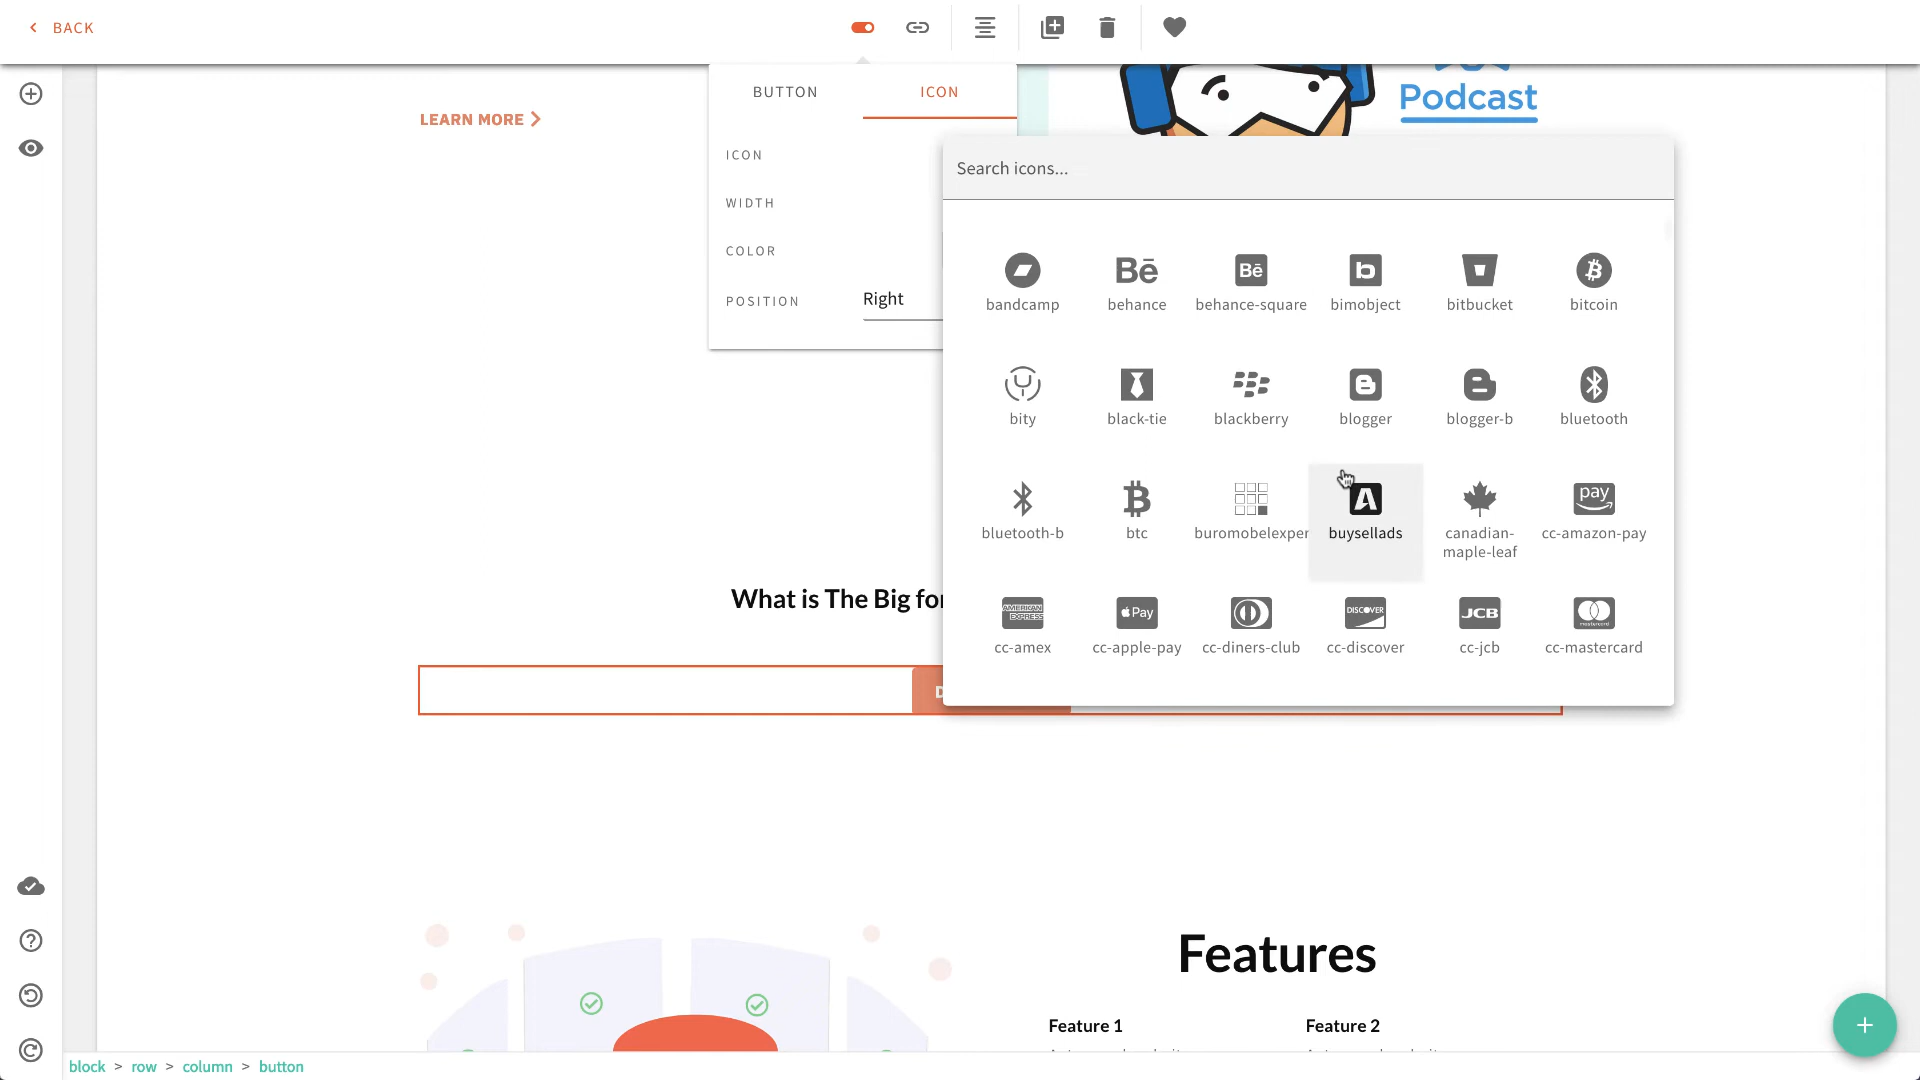 BACK
BUTTON
ICON
Podcast
LEARN MORE
ICON
Search icons...
WIDTH
COLOR
POSITION
Right
bandcamp
behance
behance-square
bimobject
bitbucket
bitcoin
bity
black-tie
blackberry
blogger
blogger-b
bluetooth
bluetooth-b
btc
buromobelexper
buysellads
canadian-
maple-leaf
cc-amazon-pay
cc-amex
cc-apple-pay
cc-diners-club
cc-discover
cc-jcb
cc-mastercard
What is The Big for
D
Features
Feature 1
Feature 2
block > row > column > button